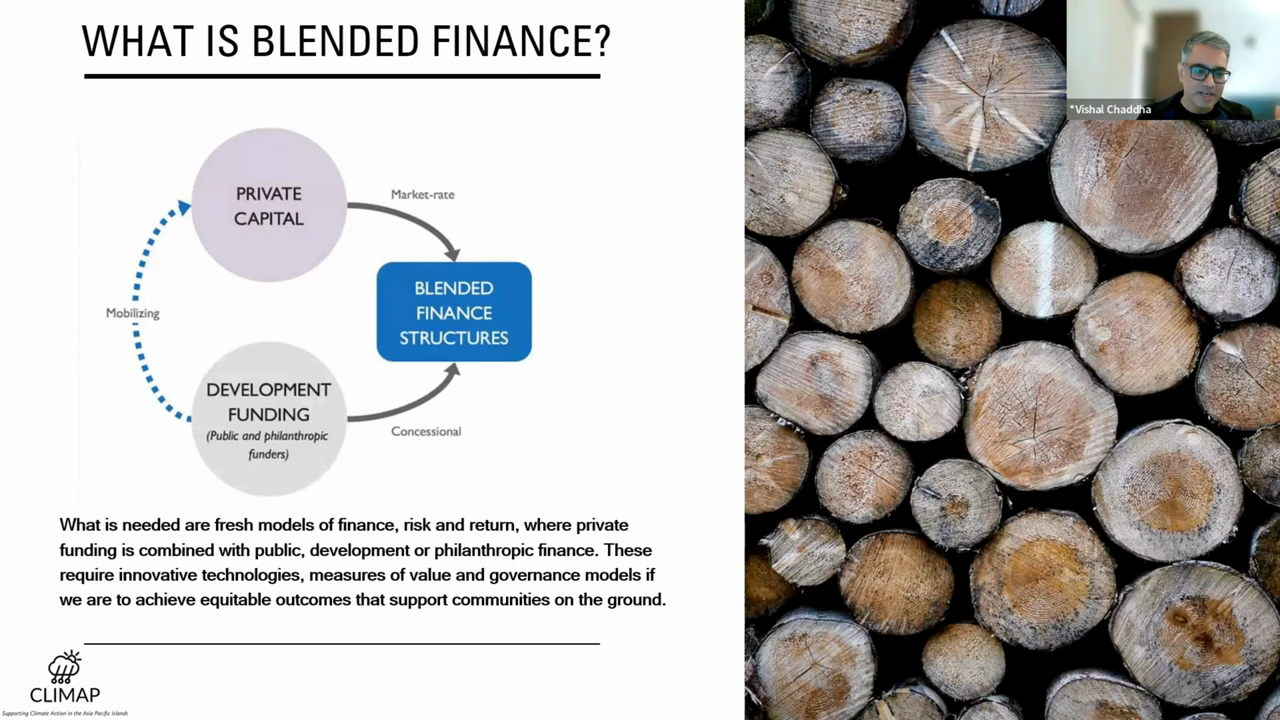 WHAT IS BLENDED FINANCE?
*Vishal Chaddha
PRIVATE
CAPITAL
Market-rate
BLENDED
FINANCE
STRUCTURES
Mobilizing
DEVELOPMENT
FUNDING
(Public and philanthropic
funders)
Concessional
What is needed are fresh models of finance, risk and return, where private
funding is combined with public, development or philanthropic finance. These
require innovative technologies, measures of value and governance models if
we are to achieve equitable outcomes that support communities on the ground.
CLIMAP
Supporting Climate Action in the Asia Pacific Islands